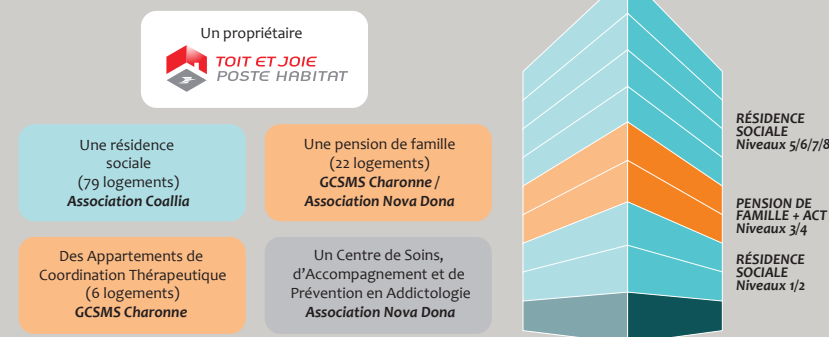 Un propriétaire
TOIT ET JOIE
POSTE HABITAT
Une résidence
sociale
(79 logements)
Association Coallia
Une pension de famille
(22 logements)
GCSMS Charonne /
Association Nova Dona
Des Appartements de
Coordination Thérapeutique
(6 logements)
GCSMS Charonne
Un Centre de Soins,
d'Accompagnement et de
Prévention en Addictologie
Association Nova Dona
RÉSIDENCE
SOCIALE
Niveaux 5/6/7/8
PENSION DE
FAMILLE + ACT
Niveaux 3/4
RÉSIDENCE
SOCIALE
Niveaux 1/2